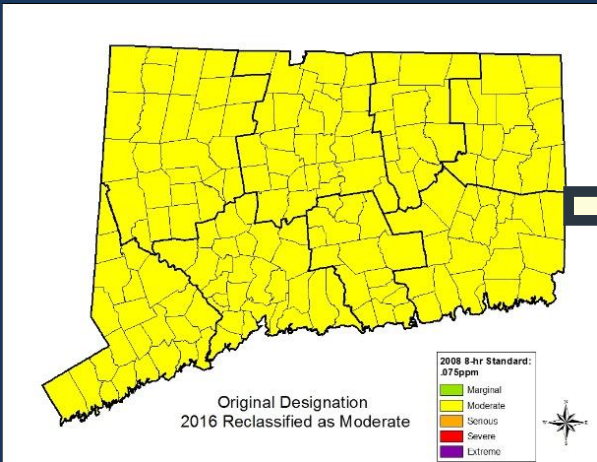 Original Designation
2016 Reclassified as Moderate
2008 8-hr Standard:
.075ppm
Marginal
Moderate
Serious
Severe
Extreme